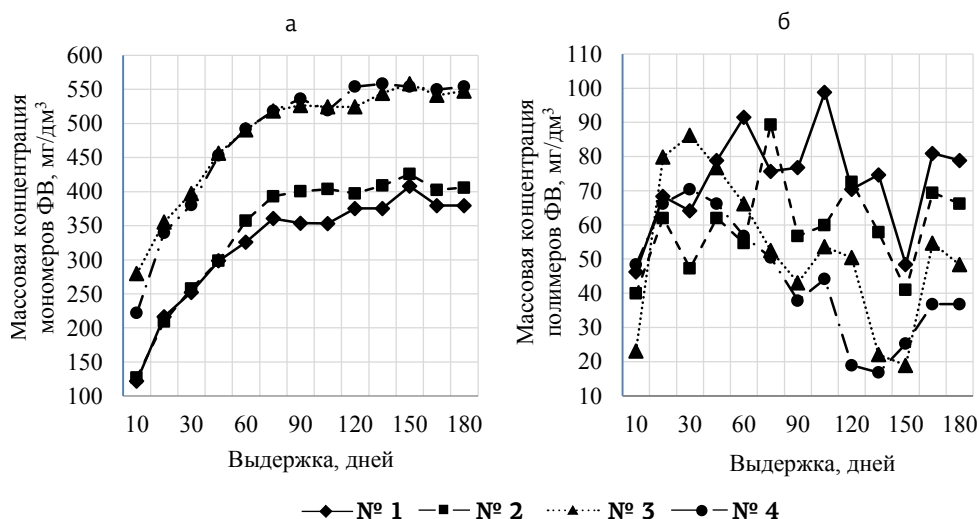 а
Массовая концентрация
мономеров ФВ, мг/дм³
600
550
500
450
400
350
300
250
200
150
100
10 30 60 90 120 150 180
Выдержка, дней
б
Массовая концентрация
полимеров ФВ, мг/дм³
110
100
90
80
70
60
50
40
30
20
10
10 30 60 90 120 150 180
Выдержка, дней
№ 1 № 2 № 3 № 4